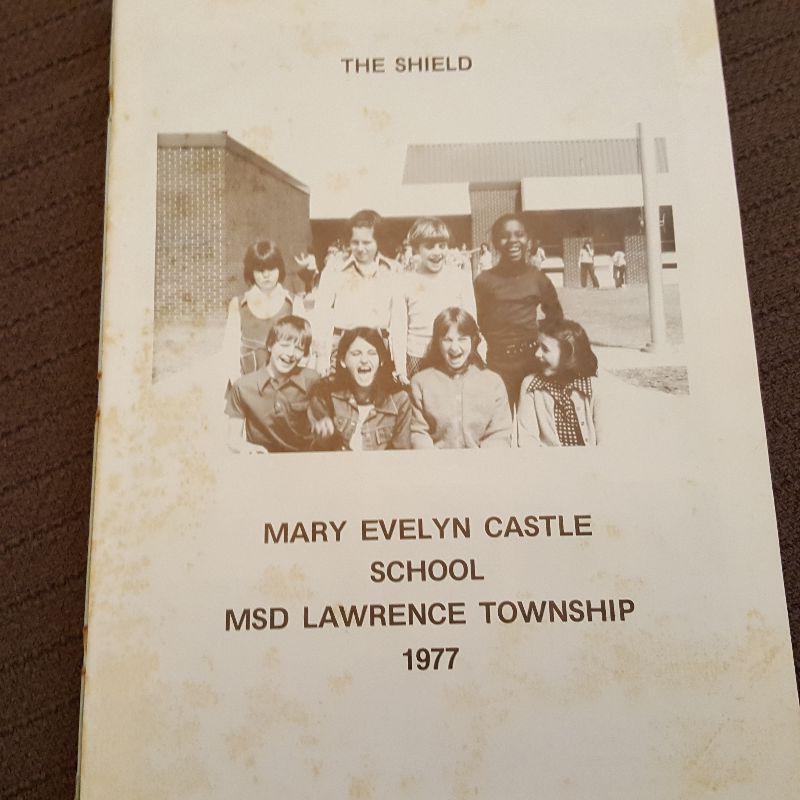 THE SHIELD
MARY EVELYN CASTLE
SCHOOL
MSD LAWRENCE TOWNSHIP
1977